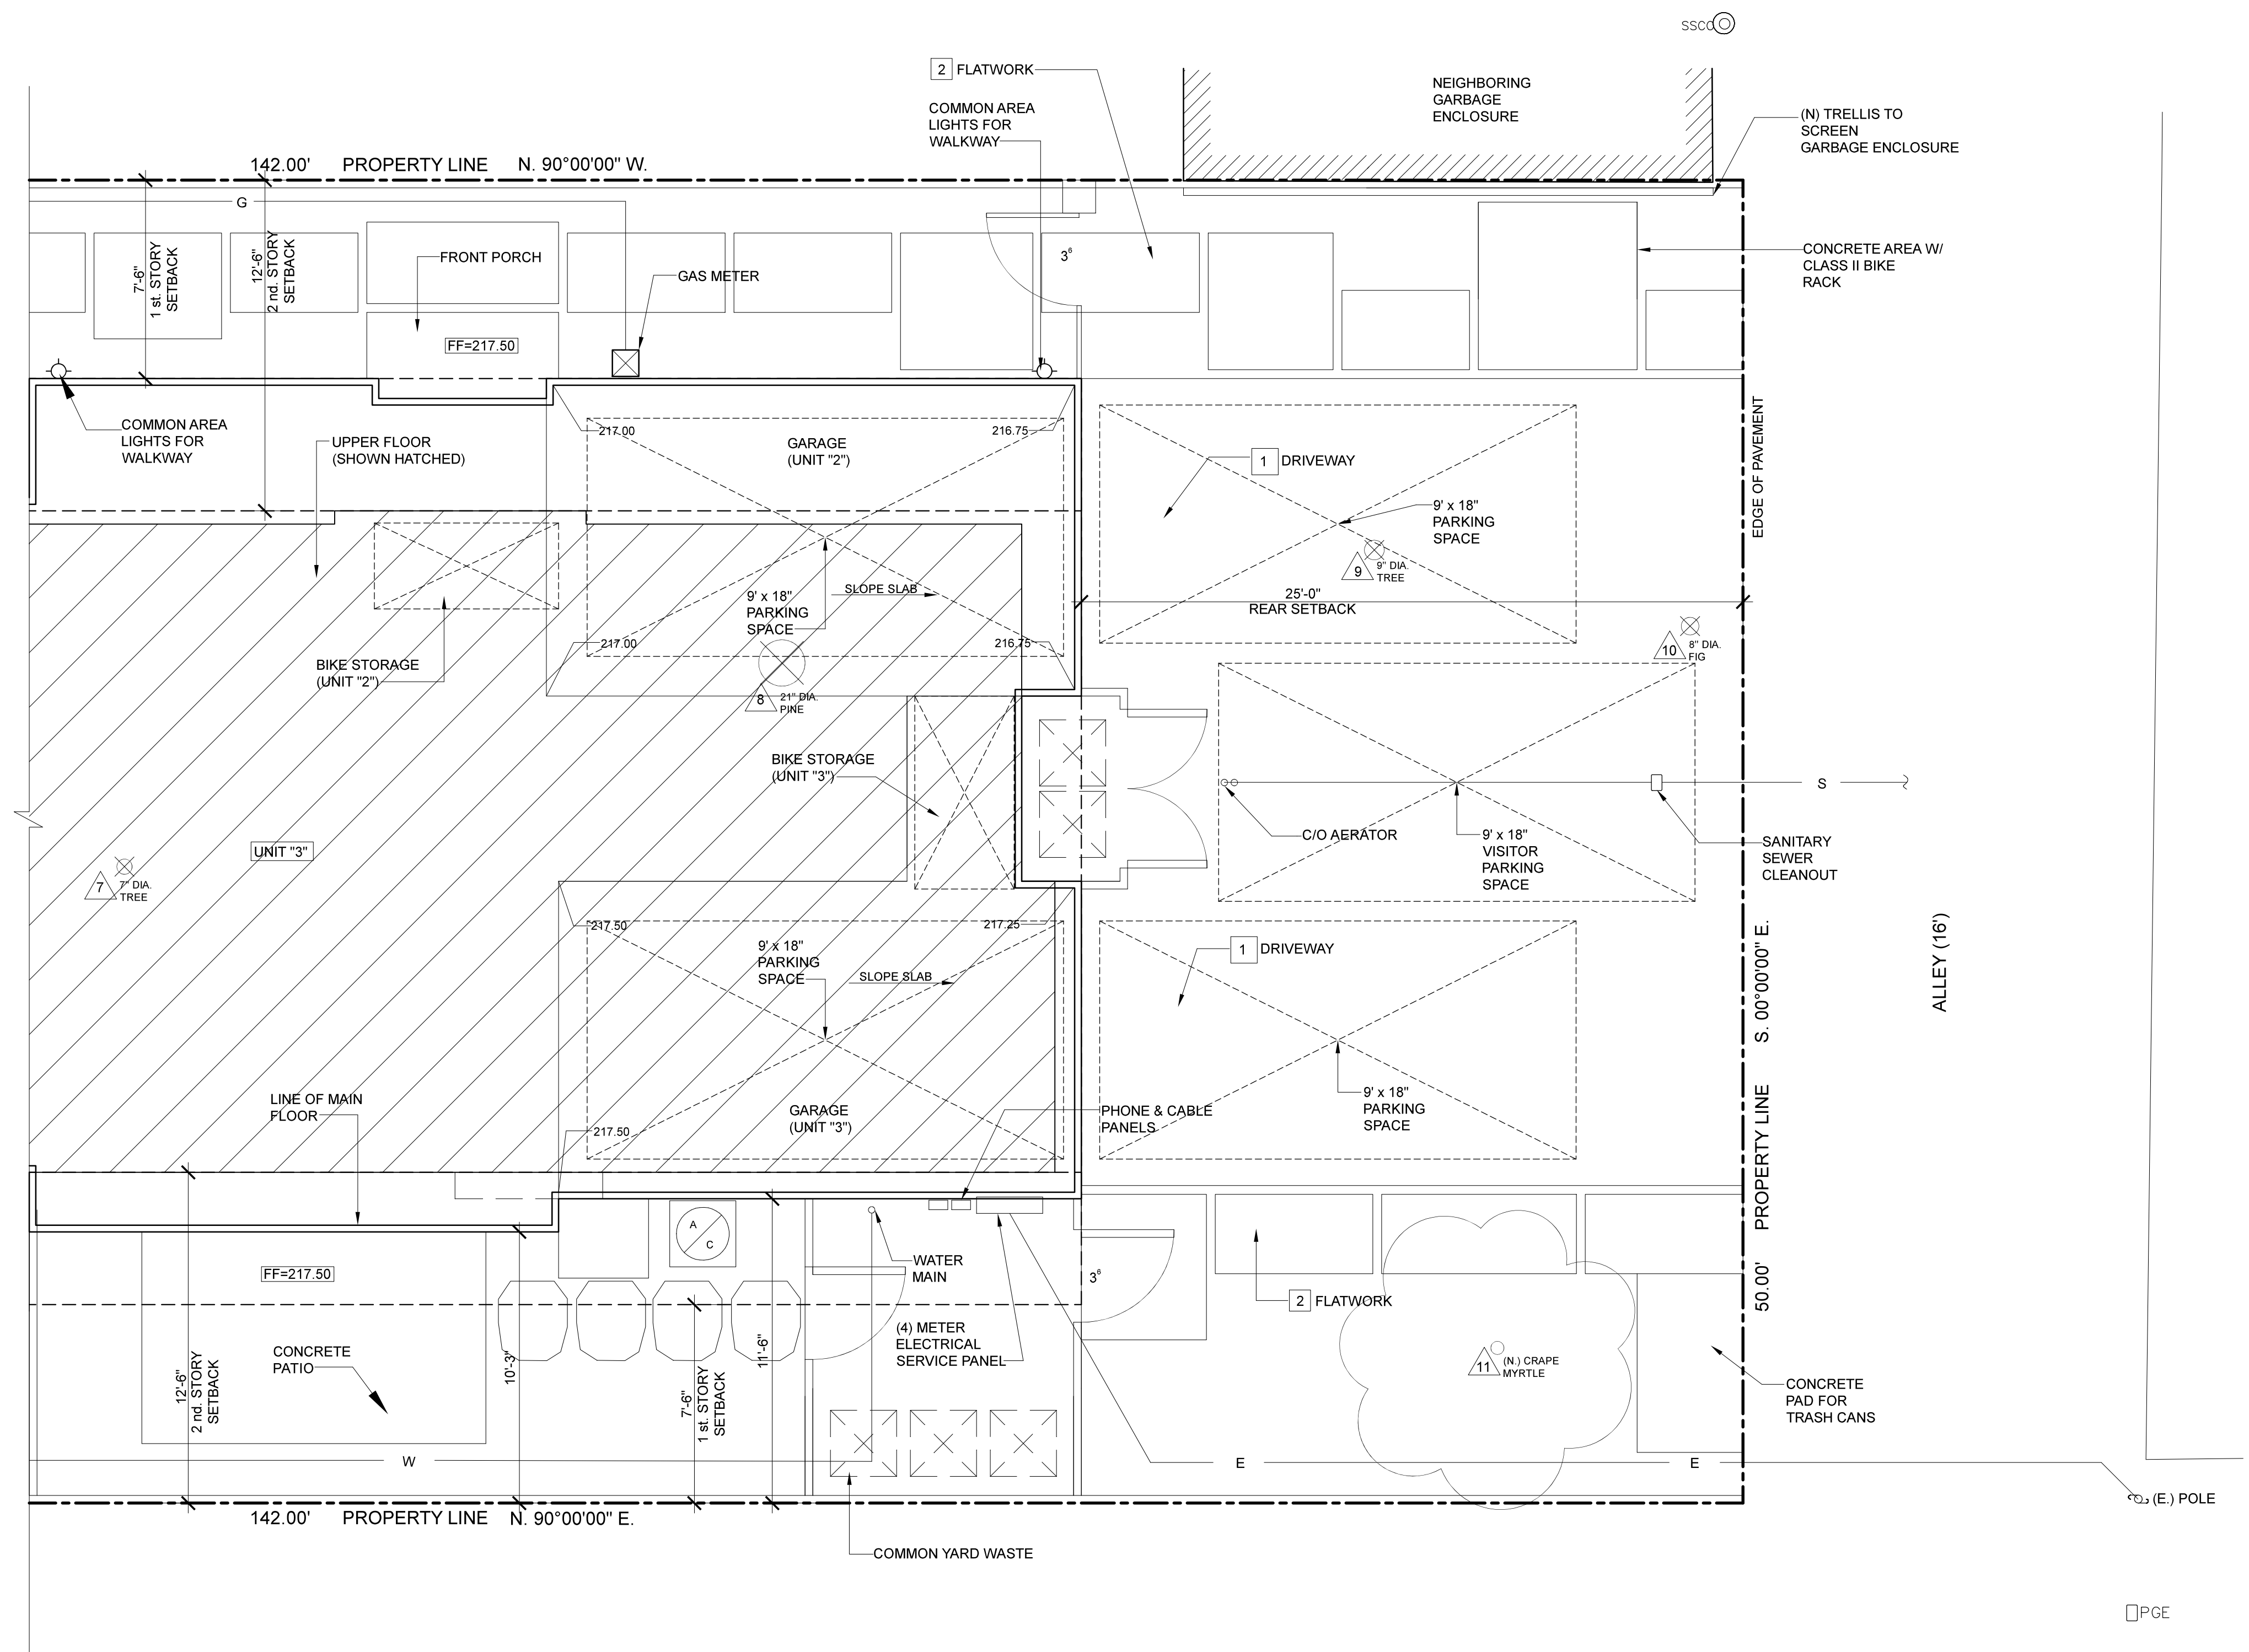 SSCO
2 FLATWORK
COMMON AREA
LIGHTS FOR
WALKWAY
NEIGHBORING
GARBAGE
ENCLOSURE
(N) TRELLIS TO
SCREEN
GARBAGE ENCLOSURE
142.00' PROPERTY LINE N. 90°00'00" W.
G
7'-6"
1 st. STORY
SETBACK
12'-6"
2 nd. STORY
SETBACK
FRONT PORCH
GAS METER
3⁶
CONCRETE AREA W/
CLASS II BIKE
RACK
FF=217.50
COMMON AREA
LIGHTS FOR
WALKWAY
UPPER FLOOR
(SHOWN HATCHED)
217.00
GARAGE
(UNIT "2")
216.75
1 DRIVEWAY
EDGE OF PAVEMENT
9' x 18"
PARKING
SPACE
9
9" DIA.
TREE
9' x 18"
PARKING
SPACE
SLOPE SLAB
25'-0"
REAR SETBACK
217.00
216.75
10
8" DIA.
FIG
BIKE STORAGE
(UNIT "2")
8
21" DIA.
PINE
BIKE STORAGE
(UNIT "3")
S
C/O AERATOR
9' x 18"
VISITOR
PARKING
SPACE
SANITARY
SEWER
CLEANOUT
UNIT "3"
7
7" DIA.
TREE
217.50
217.25
9' x 18"
PARKING
SPACE
SLOPE SLAB
1 DRIVEWAY
ALLEY (16')
50.00' PROPERTY LINE S. 00°00'00" E.
LINE OF MAIN
FLOOR
217.50
GARAGE
(UNIT "3")
PHONE & CABLE
PANELS
9' x 18"
PARKING
SPACE
A
C
WATER
MAIN
FF=217.50
3⁶
2 FLATWORK
(4) METER
ELECTRICAL
SERVICE PANEL
CONCRETE
PATIO
12'-6"
2 nd. STORY
SETBACK
10'-3"
7'-6"
1 st. STORY
SETBACK
11'-6"
11
(N.) CRAPE
MYRTLE
CONCRETE
PAD FOR
TRASH CANS
W
E
E
(E.) POLE
142.00' PROPERTY LINE N. 90°00'00" E.
COMMON YARD WASTE
PGE